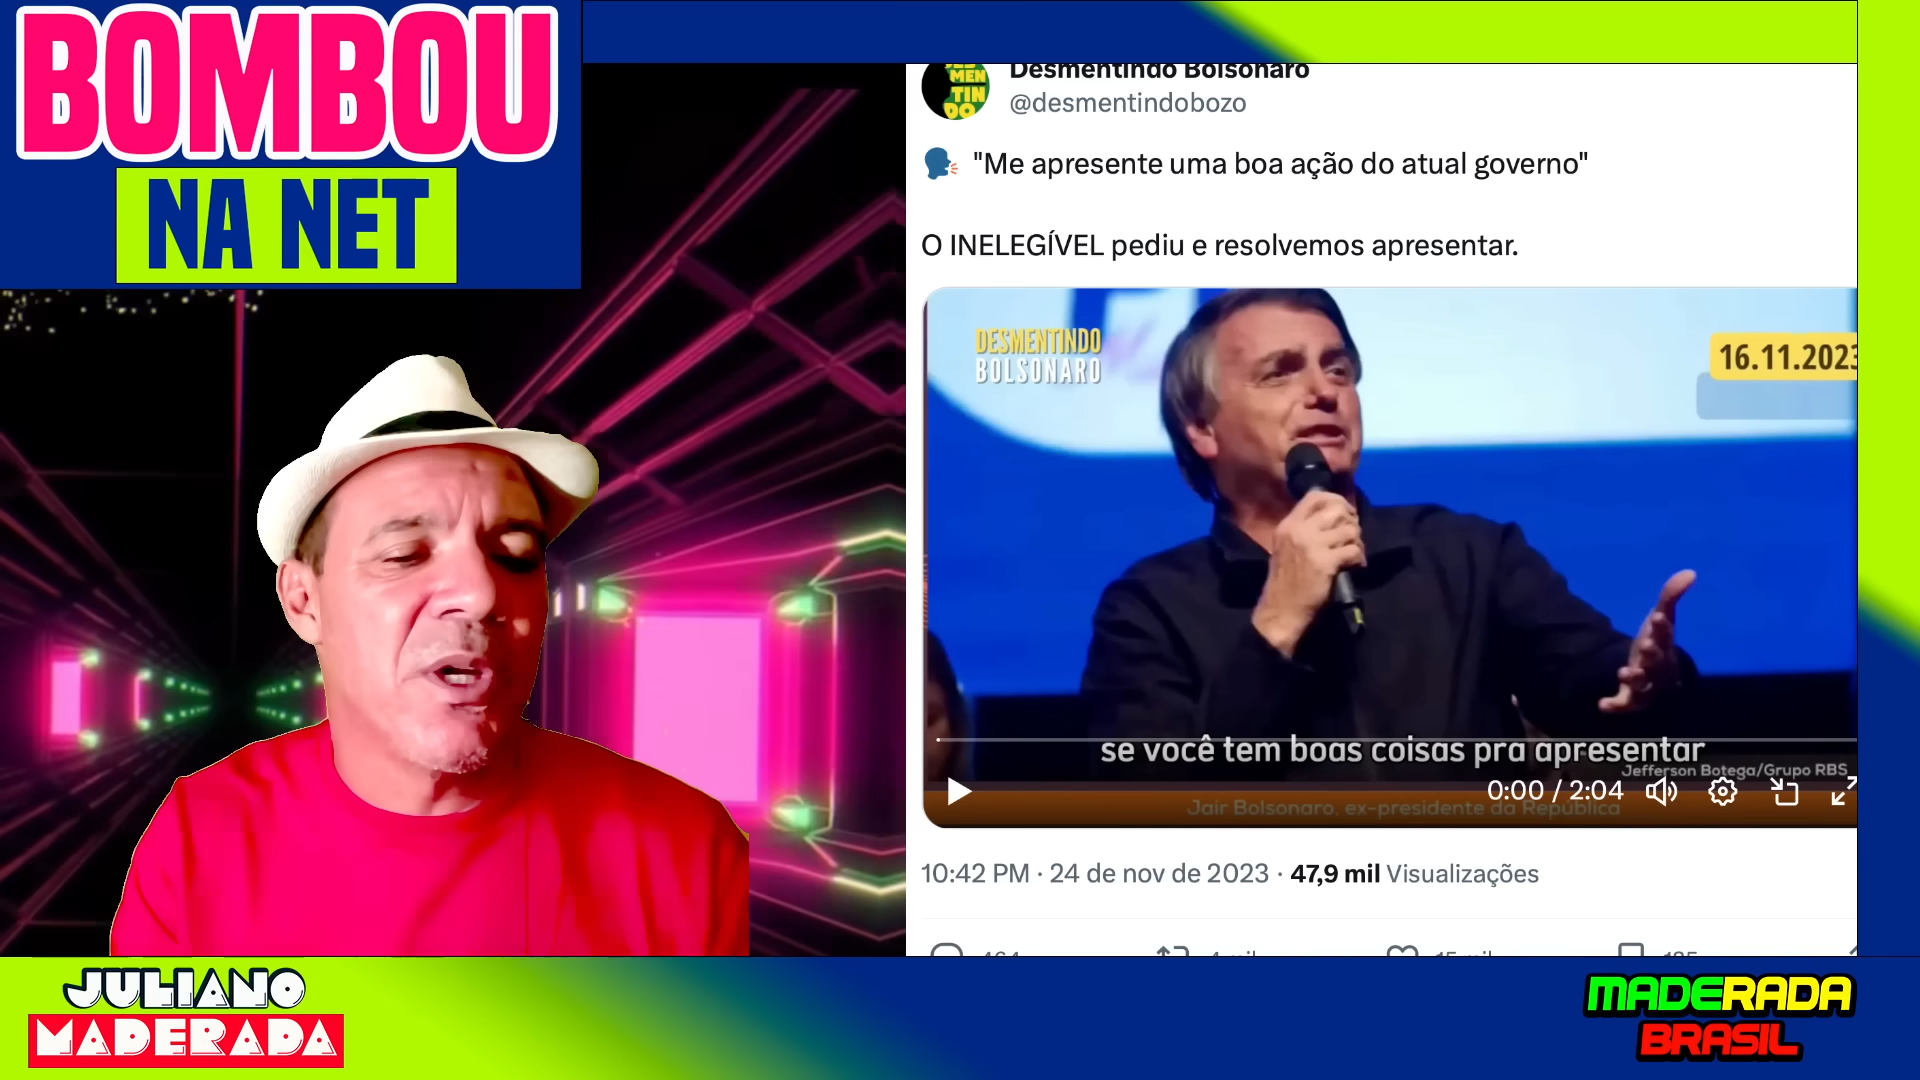 BOMBOU
NA NET
Desmentindo Bolsonaro
@desmentindobozo
"Me apresente uma boa ação do atual governo"
O INELEGÍVEL pediu e resolvemos apresentar.
DESMENTINDO
BOLSONARO
16.11.2023
se você tem boas coisas pra apresentar
Jefferson Botega/Grupo RBS
0:00 / 2:04
Jair Bolsonaro, ex-presidente da República
10:42 PM · 24 de nov de 2023 · 47,9 mil Visualizações
JULIANO
MADERADA
MADERADA
BRASIL